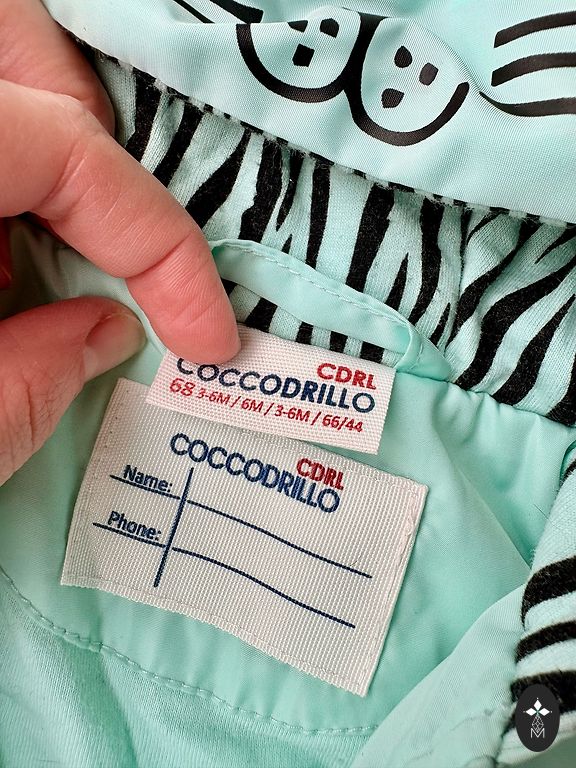 CDRL
COCCODRILLO
68 3-6M / 6M / 3-6M / 66/44
CDRL
COCCODRILLO
Name:
Phone:
M